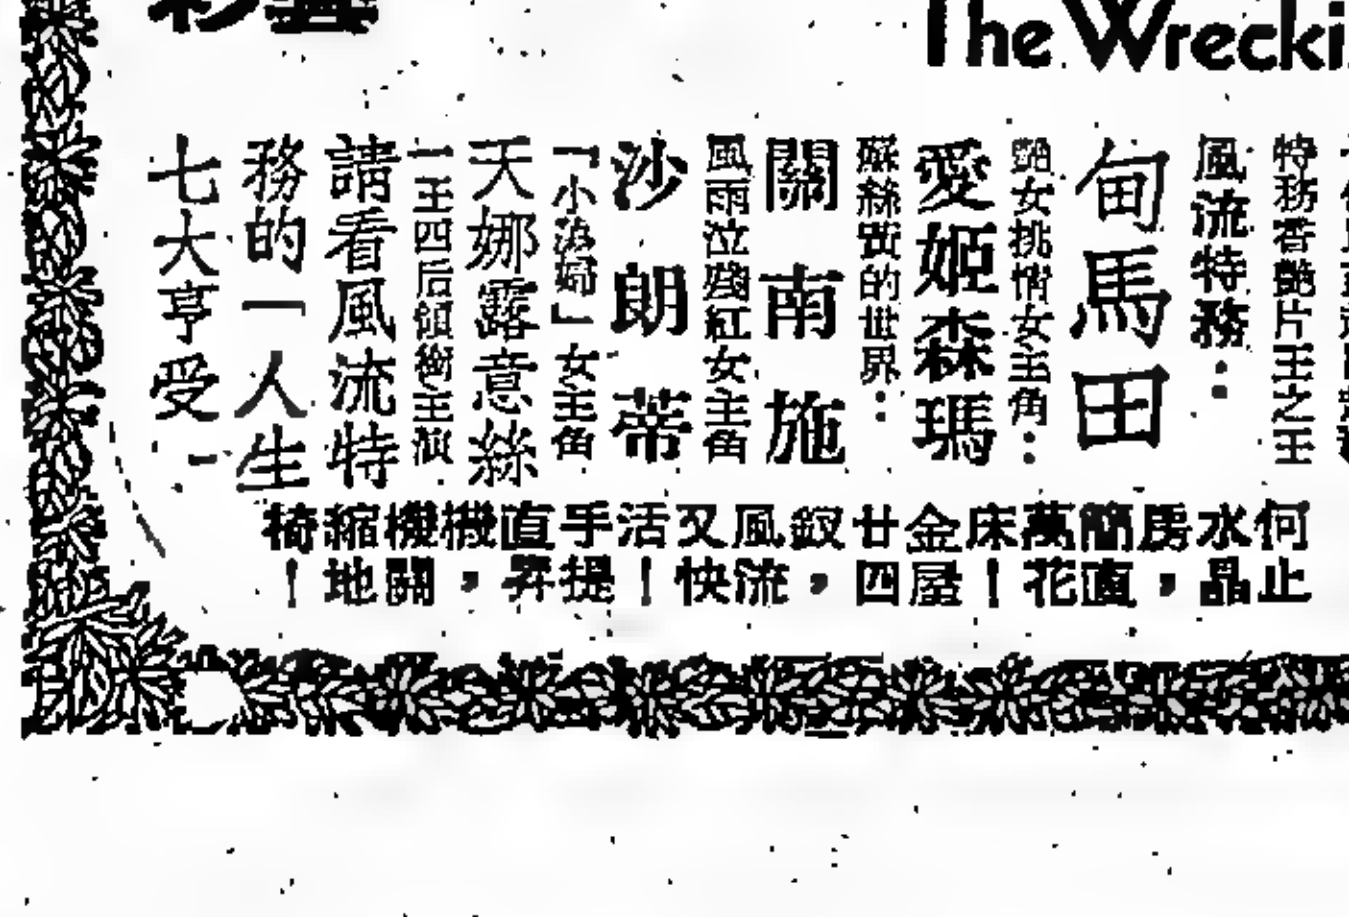 The Wrecki
特務香艷片王之王
風流特務：
甸馬田
艷女挑情女主角：
愛姬森瑪
蘇絲黃的世界：
關南施
風雨泣殘紅女主角
沙朗蒂
「小流婦」女主角
天娜露意絲
一王四后領銜主演
請看風流特
務的一人生
七大亨受
何止
水晶
房，
簡直
萬花
床！
金屋
廿四
釵，
風流
又快
活！
手提
直昇
機，
機關
縮地
椅！